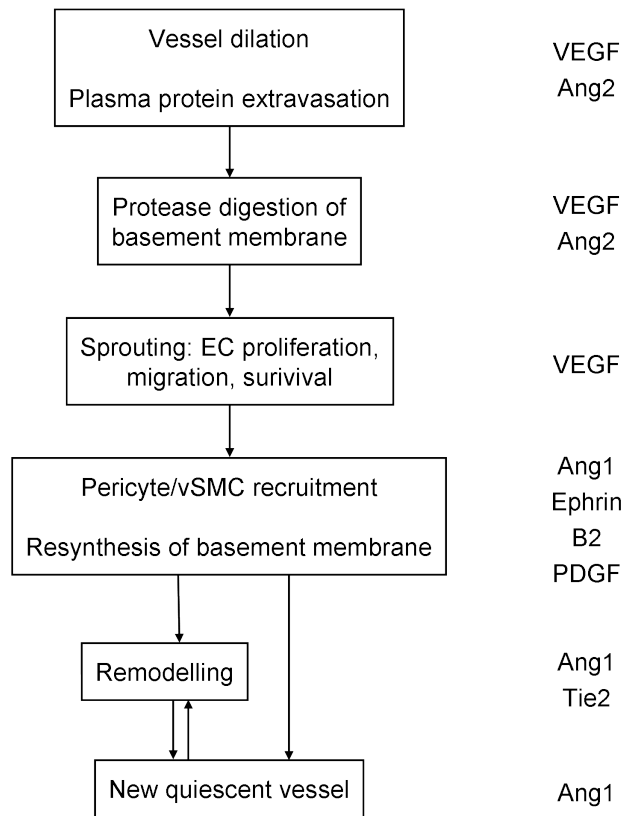 Vessel dilation
Plasma protein extravasation
VEGF
Ang2
Protease digestion of
basement membrane
VEGF
Ang2
Sprouting: EC proliferation,
migration, surivival
VEGF
Pericyte/vSMC recruitment
Resynthesis of basement membrane
Ang1
Ephrin
B2
PDGF
Remodelling
Ang1
Tie2
New quiescent vessel
Ang1